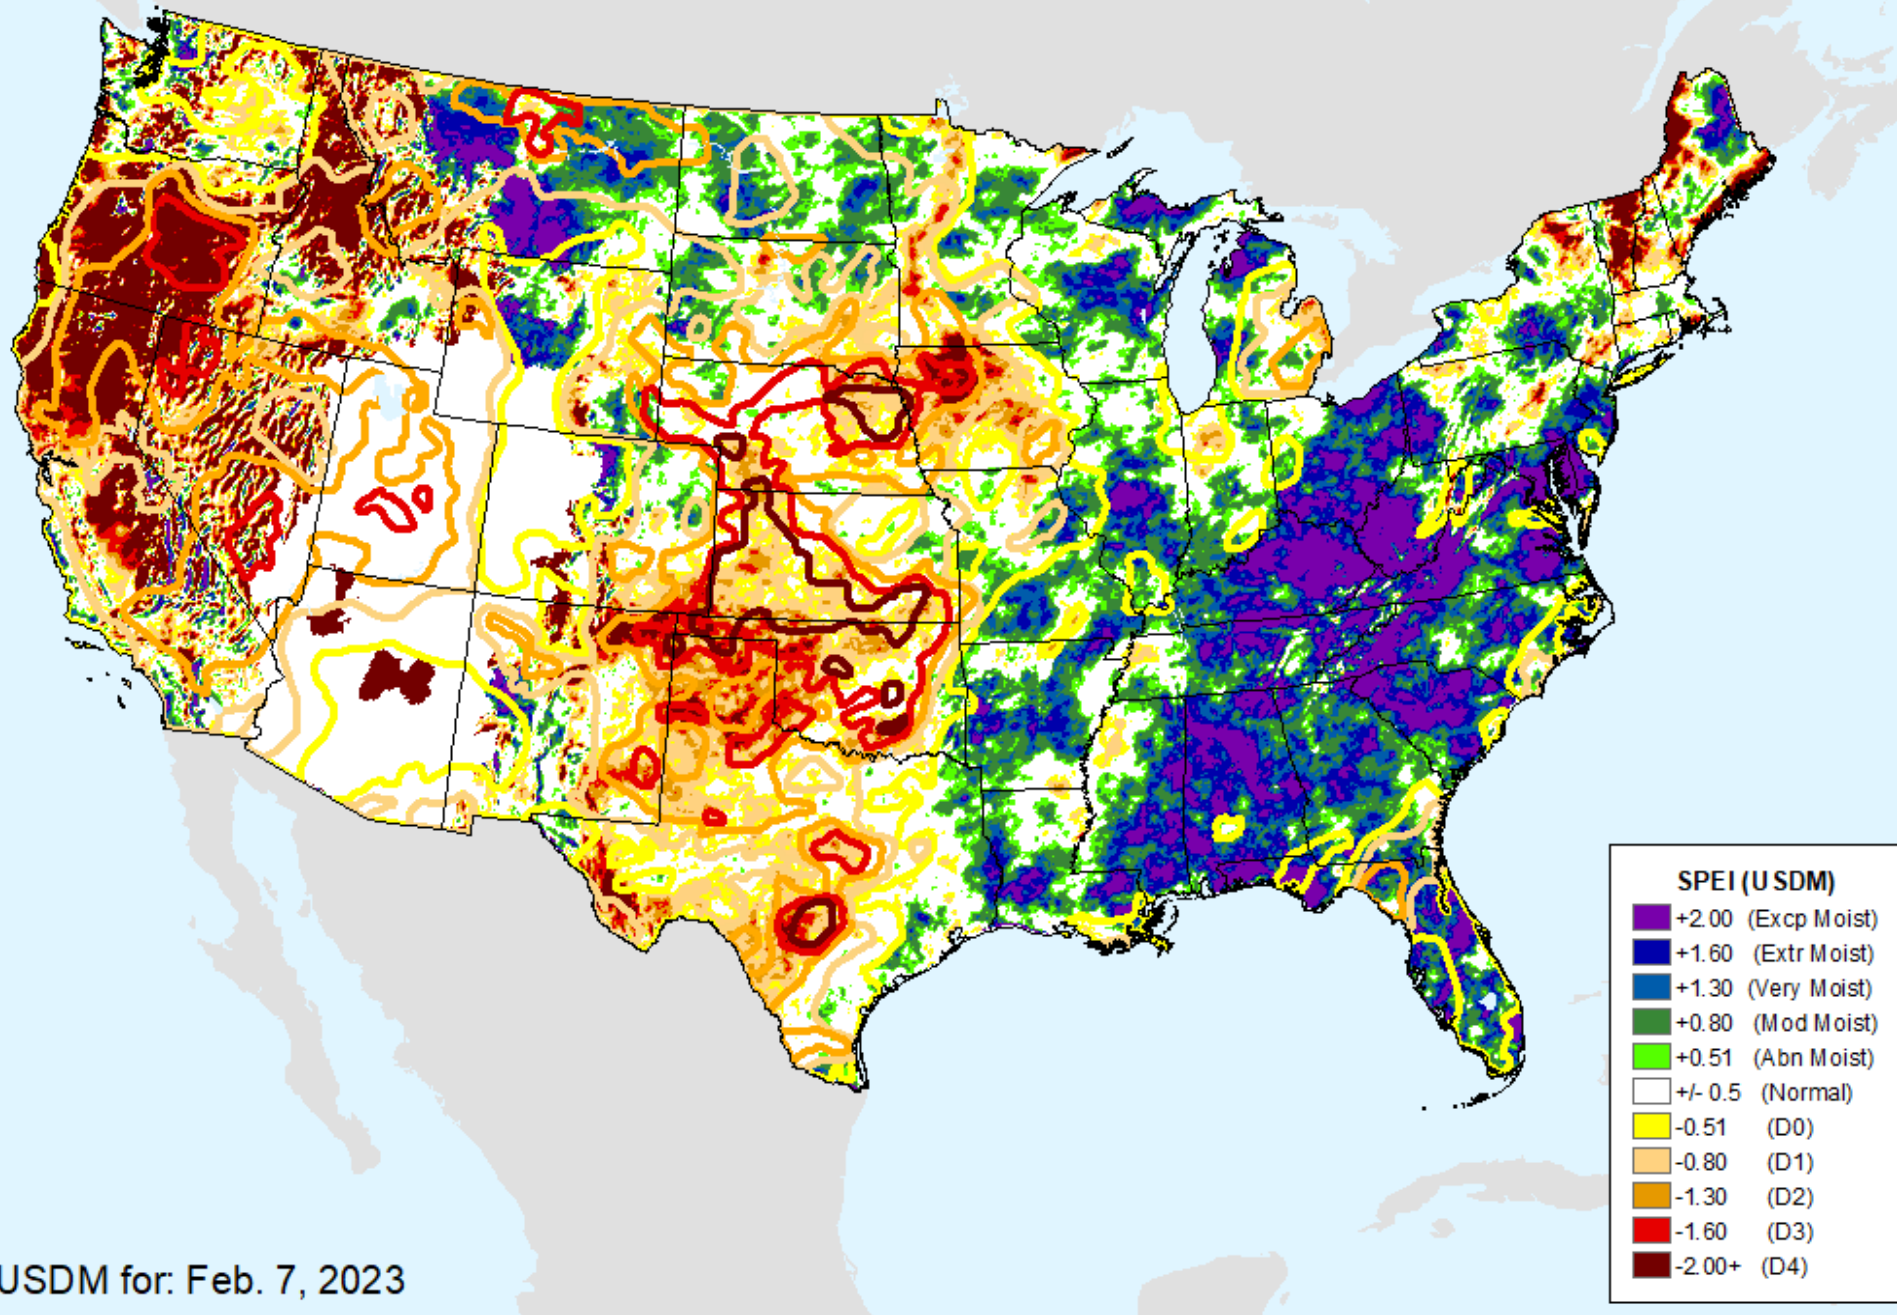 SPEI (USDM)
+2.00 (Excp Moist)
+1.60 (Extr Moist)
+1.30 (Very Moist)
+0.80 (Mod Moist)
+0.51 (Abn Moist)
+/- 0.5 (Normal)
-0.51 (D0)
-0.80 (D1)
-1.30 (D2)
-1.60 (D3)
-2.00+ (D4)
USDM for: Feb. 7, 2023